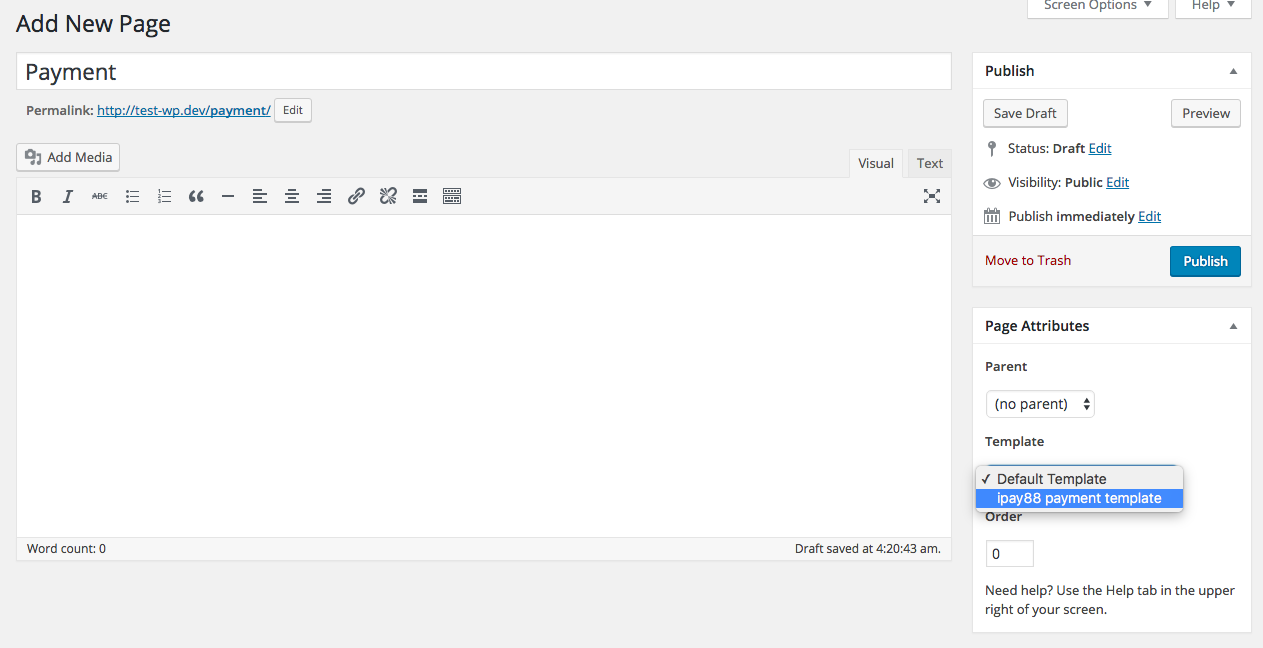 Screen Options
Help
Add New Page
Payment
Permalink: http://test-wp.dev/payment/ Edit
Add Media
Visual
Text
B I ABC
Word count: 0
Draft saved at 4:20:43 am.
Publish
Save Draft
Preview
Status: Draft Edit
Visibility: Public Edit
Publish immediately Edit
Move to Trash
Publish
Page Attributes
Parent
(no parent)
Template
✓ Default Template
ipay88 payment template
Order
0
Need help? Use the Help tab in the upper
right of your screen.